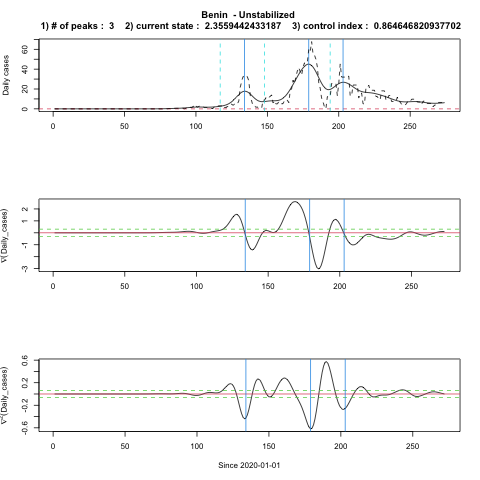 Benin - Unstabilized
1) # of peaks : 3 2) current state : 2.3559442433187 3) control index : 0.864646820937702
Daily cases
0 20 40 60
0 50 100 150 200 250
∇(Daily_cases)
-3 -1 1 2
0 50 100 150 200 250
∇²(Daily_cases)
-0.6 -0.2 0.2 0.6
0 50 100 150 200 250
Since 2020-01-01